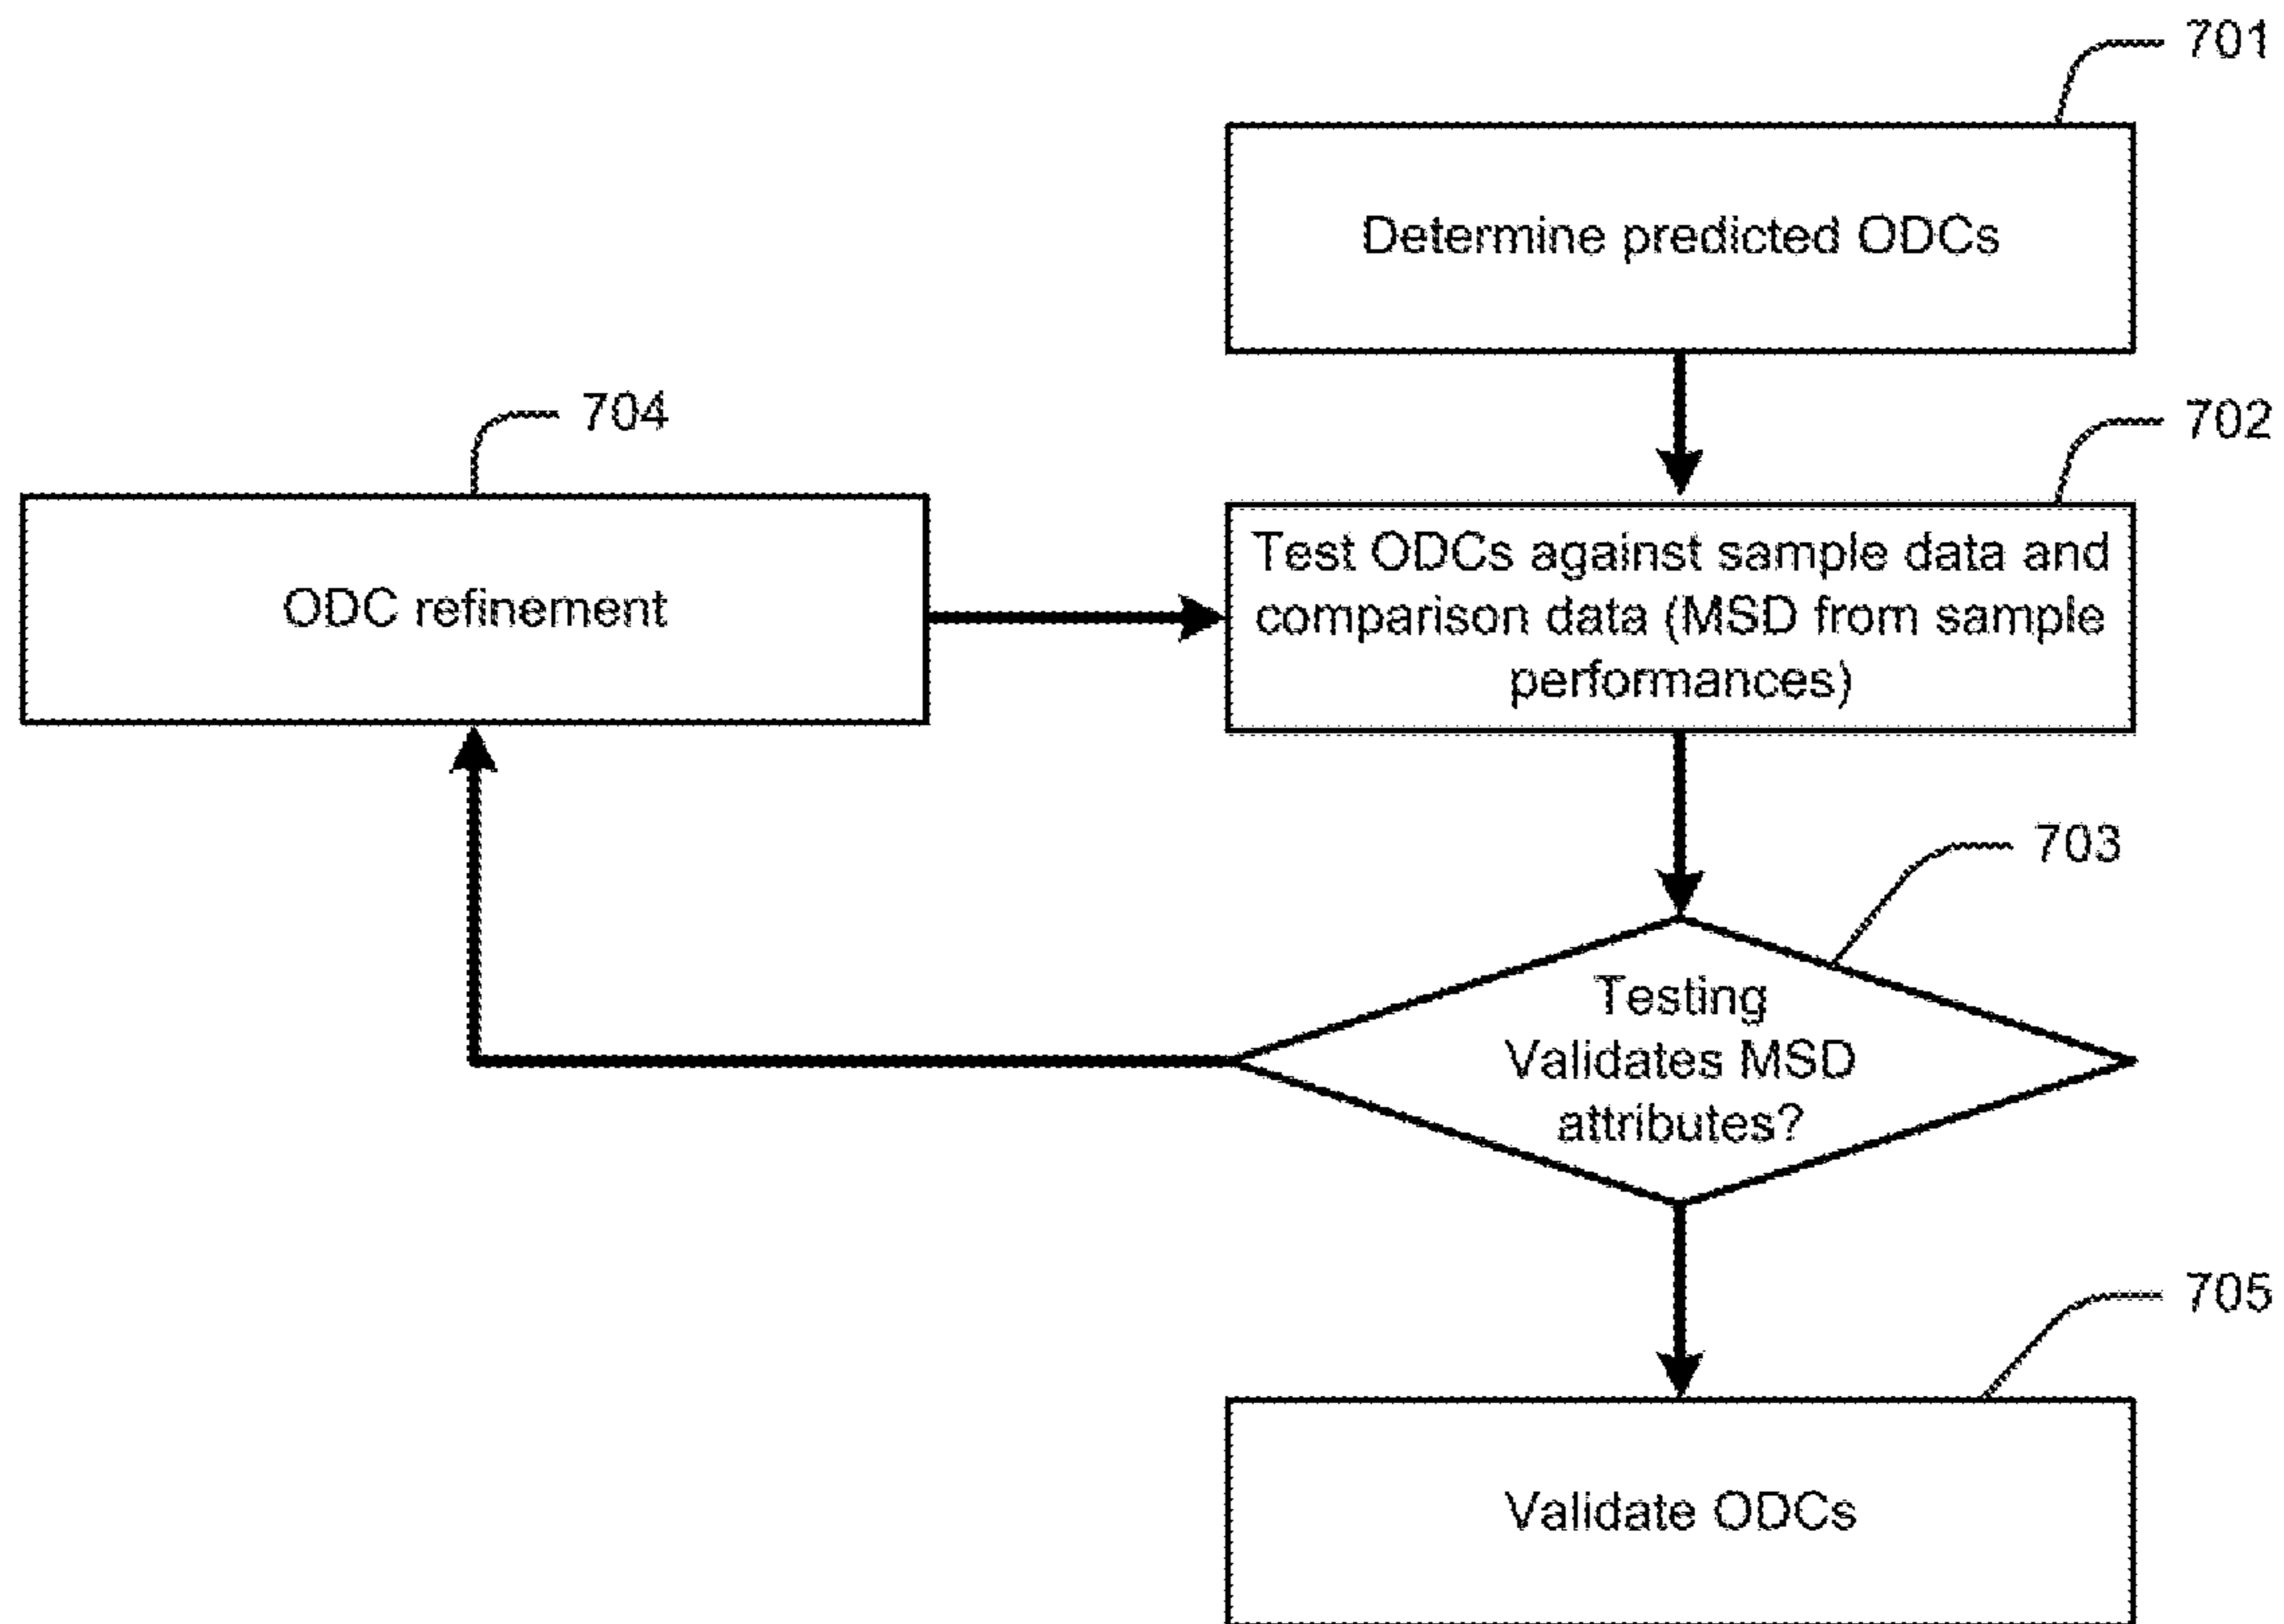 701
Determine predicted ODCs
704
702
ODC refinement
Test ODCs against sample data and
comparison data (MSD from sample
performances)
703
Testing
Validates MSD
attributes?
705
Validate ODCs